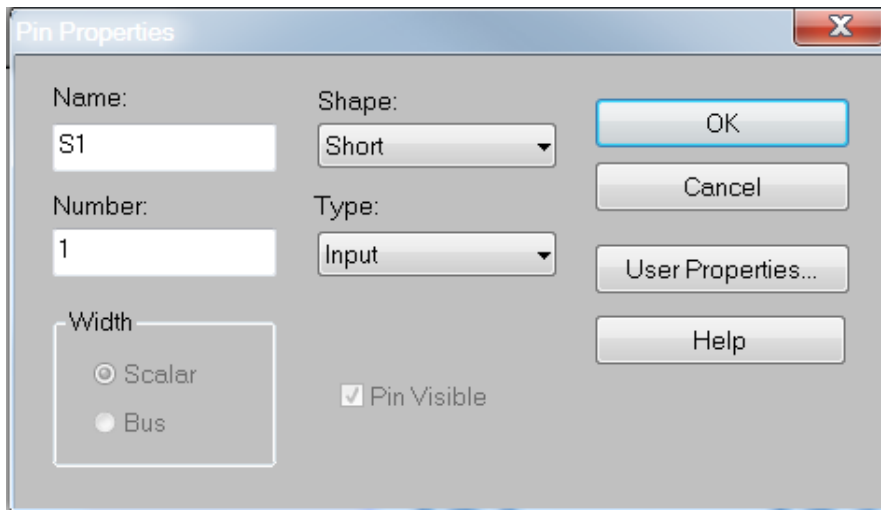 Pin Properties
X
Name:
S1
Shape:
Short
OK
Cancel
Number:
1
Type:
Input
User Properties...
Width
Scalar
Bus
Pin Visible
Help